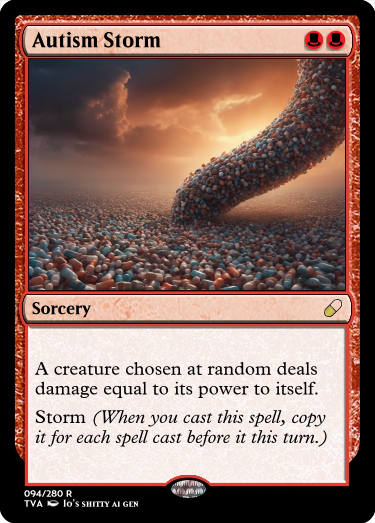 Autism Storm
Sorcery
A creature chosen at random deals
damage equal to its power to itself.
Storm (When you cast this spell, copy
it for each spell cast before it this turn.)
094/280 R
TVA Io's SHITTY AI GEN